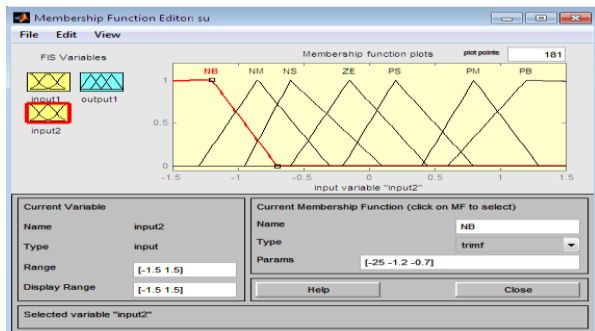 Membership Function Editor: su
File Edit View
FIS Variables
input1 output1
input2
Membership function plots
plot points: 181
NB NM NS ZE PS PM PB
1
0.5
0
-1.5 -1 -0.5 0 0.5 1 1.5
input variable "input2"
Current Variable
Name input2
Type input
Range [-1.5 1.5]
Display Range [-1.5 1.5]
Current Membership Function (click on MF to select)
Name NB
Type trimf
Params [-25 -1.2 -0.7]
Help Close
Selected variable "input2"